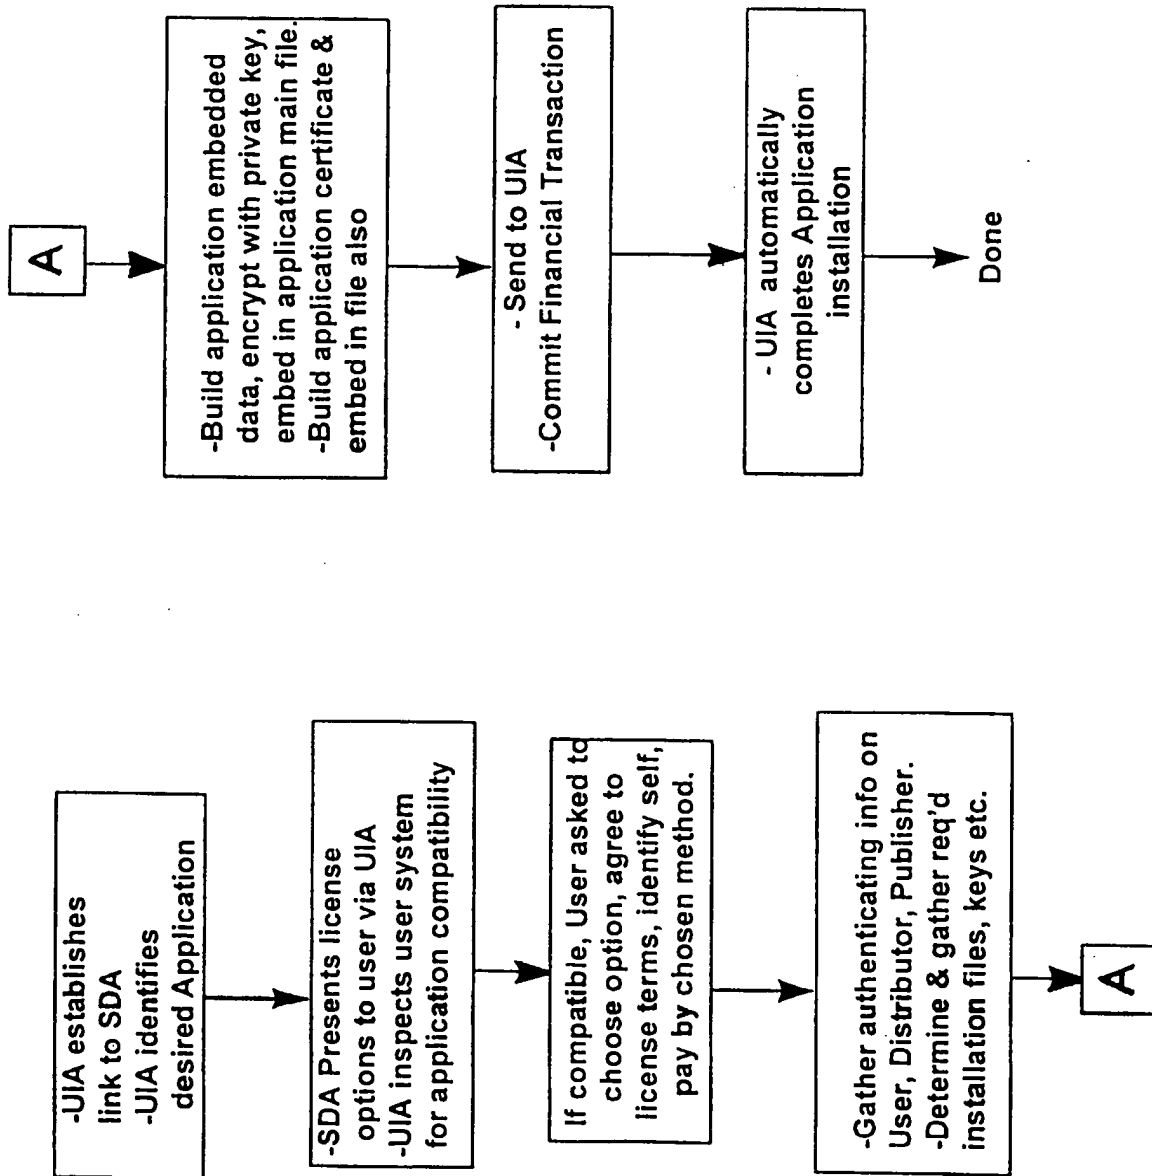 -UIA establishes
link to SDA
-UIA identifies
desired Application
-SDA Presents license
options to user via UIA
-UIA inspects user system
for application compatibility
If compatible, User asked to
choose option, agree to
license terms, identify self,
pay by chosen method.
-Gather authenticating info on
User, Distributor, Publisher.
-Determine & gather req'd
installation files, keys etc.
A
A
-Build application embedded
data, encrypt with private key,
embed in application main file.
-Build application certificate &
embed in file also
- Send to UIA
-Commit Financial Transaction
- UIA automatically
completes Application
installation
Done